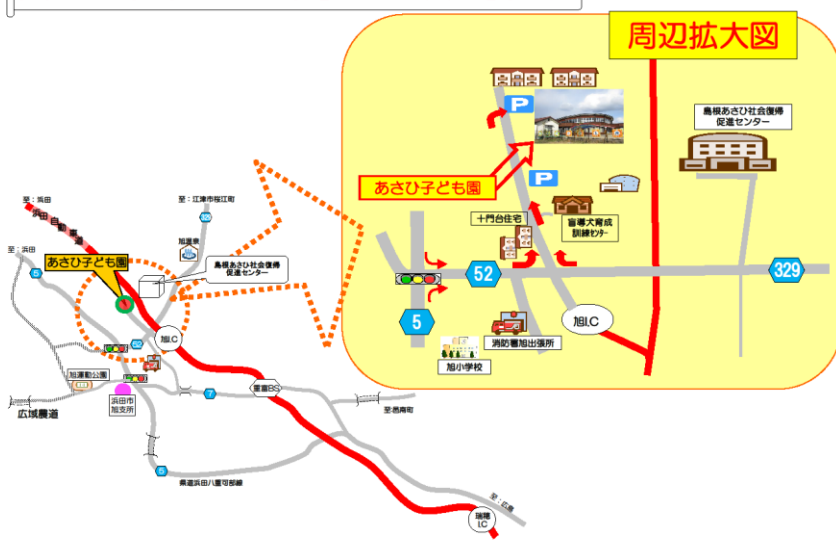 周辺拡大図
島根あさひ社会復帰
促進センター
P
あさひ子ども園
P
十門台住宅
盲導犬育成
訓練センター
52
329
5
旭I.C
消防署旭出張所
旭小学校
至：浜田
浜田自動車道
至：江津市桜江町
329
至：浜田
旭温泉
あさひ子ども園
島根あさひ社会復帰
促進センター
5
52
旭I.C
旭運動公園
広域農道
浜田市
旭支所
7
重富BS
至:邑南町
5
県道浜田八重可部線
至：広島
瑞穂
I.C